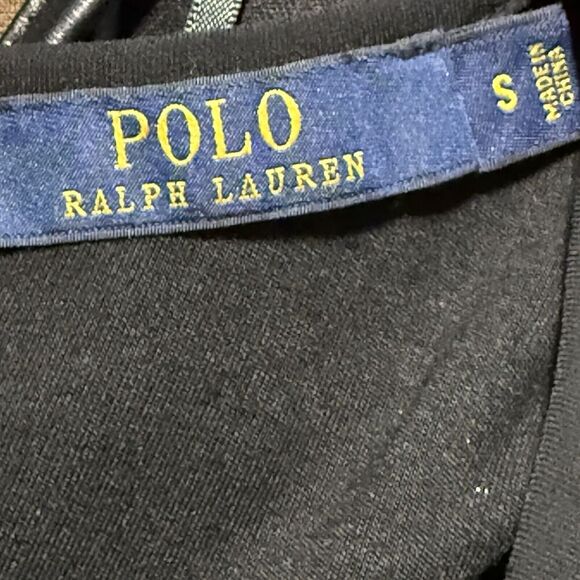 POLO
RALPH LAUREN
S
MADE IN
CHINA